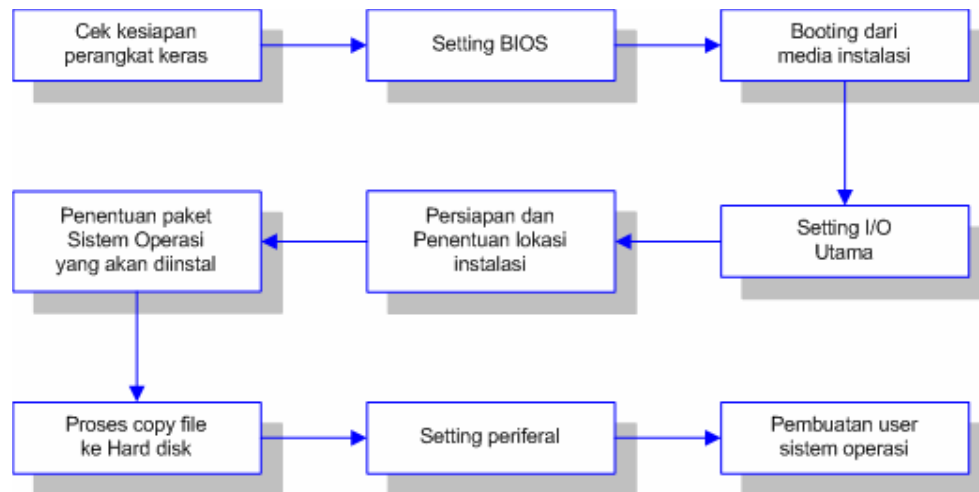 Cek kesiapan
perangkat keras
Setting BIOS
Booting dari
media instalasi
Setting I/O
Utama
Persiapan dan
Penentuan lokasi
instalasi
Penentuan paket
Sistem Operasi
yang akan diinstal
Proses copy file
ke Hard disk
Setting periferal
Pembuatan user
sistem operasi